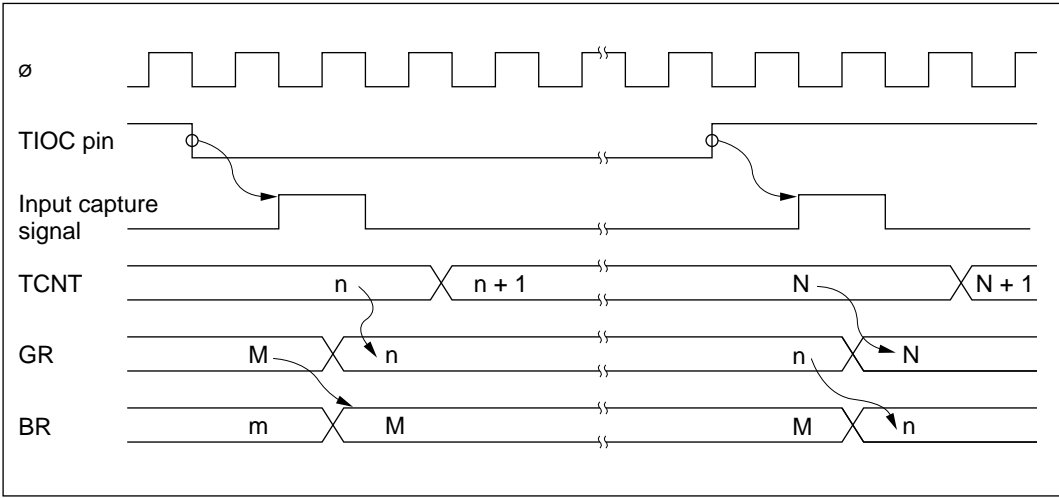 ø
TIOC pin
Input capture
signal
TCNT n n + 1 N N + 1
GR M n n N
BR m M M n